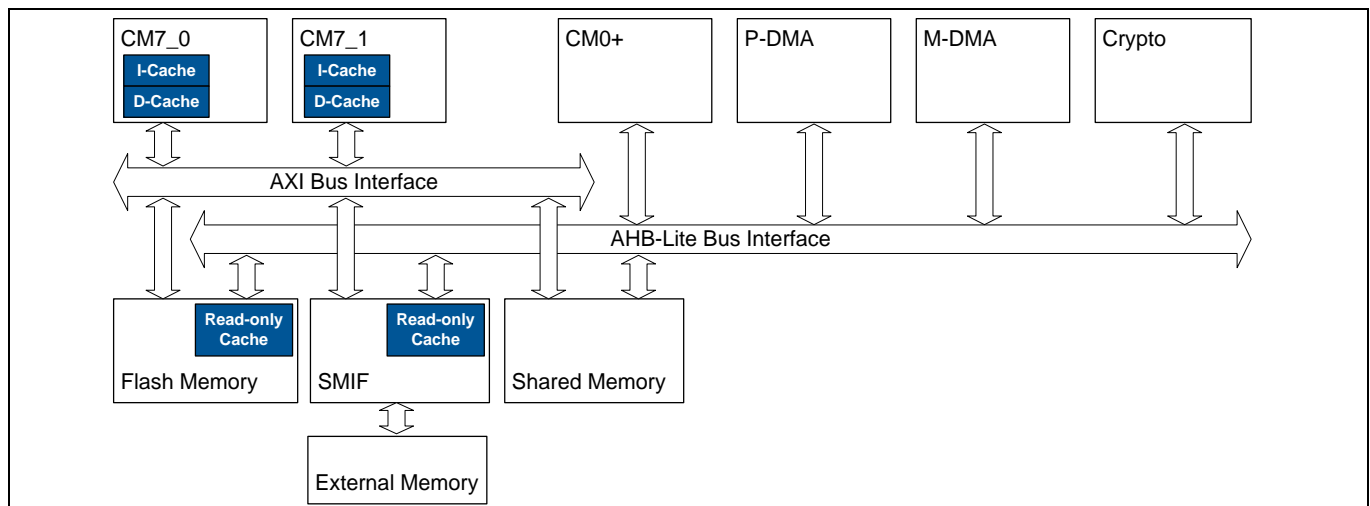 CM7_0
I-Cache
D-Cache
CM7_1
I-Cache
D-Cache
CM0+
P-DMA
M-DMA
Crypto
AXI Bus Interface
AHB-Lite Bus Interface
Read-only
Cache
Flash Memory
Read-only
Cache
SMIF
Shared Memory
External Memory